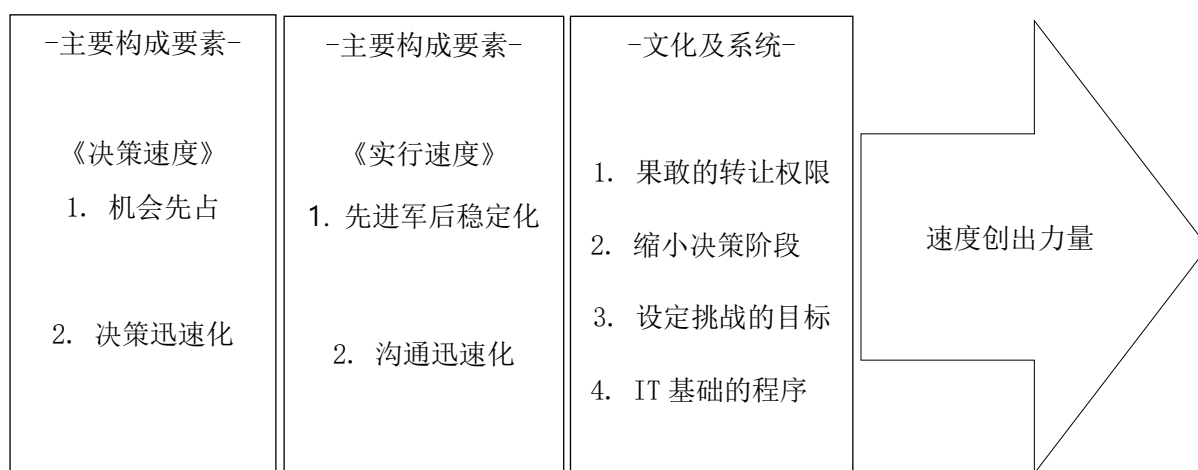 -主要构成要素-
《决策速度》
1. 机会先占
2. 决策迅速化
-主要构成要素-
《实行速度》
1. 先进军后稳定化
2. 沟通迅速化
-文化及系统-
1. 果敢的转让权限
2. 缩小决策阶段
3. 设定挑战的目标
4. IT 基础的程序
速度创出力量